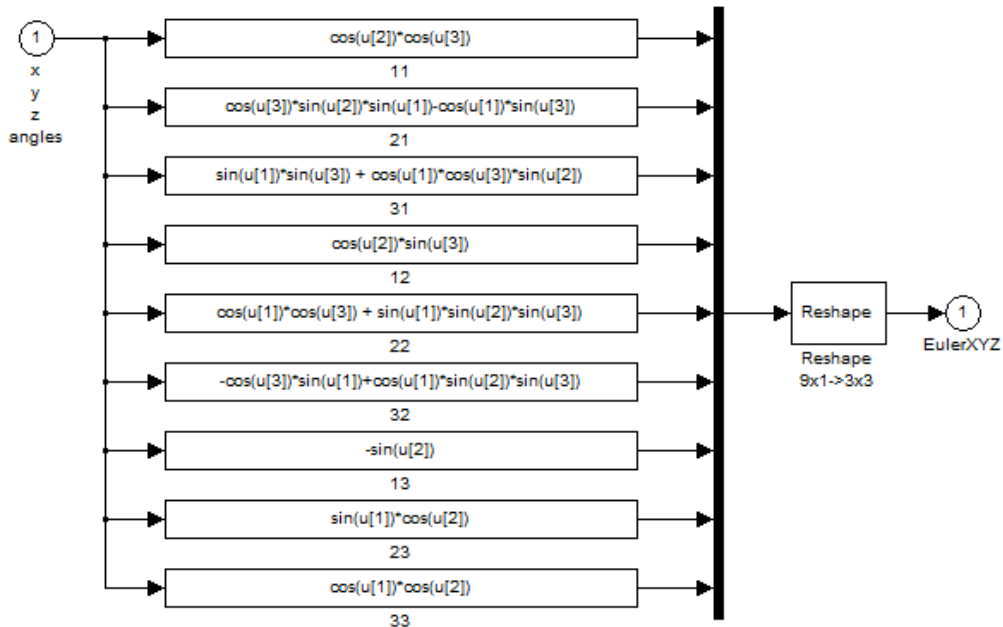 1
x
y
z
angles
cos(u[2])*cos(u[3])
11
cos(u[3])*sin(u[2])*sin(u[1])-cos(u[1])*sin(u[3])
21
sin(u[1])*sin(u[3]) + cos(u[1])*cos(u[3])*sin(u[2])
31
cos(u[2])*sin(u[3])
12
cos(u[1])*cos(u[3]) + sin(u[1])*sin(u[2])*sin(u[3])
22
-cos(u[3])*sin(u[1])+cos(u[1])*sin(u[2])*sin(u[3])
32
-sin(u[2])
13
sin(u[1])*cos(u[2])
23
cos(u[1])*cos(u[2])
33
Reshape
Reshape
9x1->3x3
1
EulerXYZ